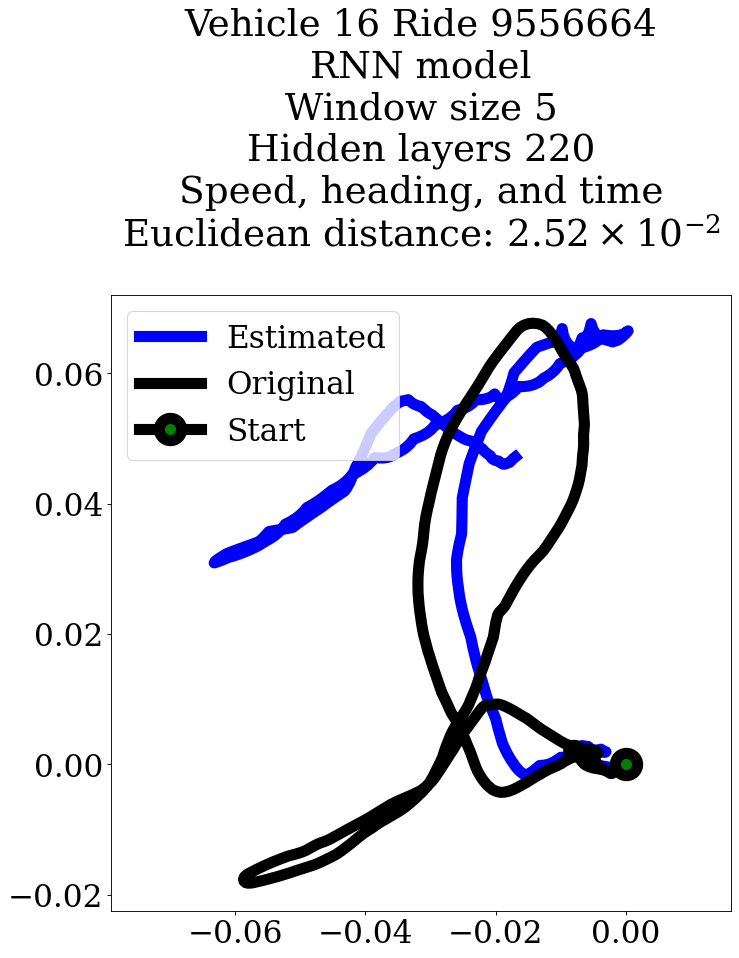 Vehicle 16 Ride 9556664
RNN model
Window size 5
Hidden layers 220
Speed, heading, and time
Euclidean distance: 2.52 × 10⁻²
Estimated
Original
Start
0.06
0.04
0.02
0.00
−0.02
−0.06
−0.04
−0.02
0.00